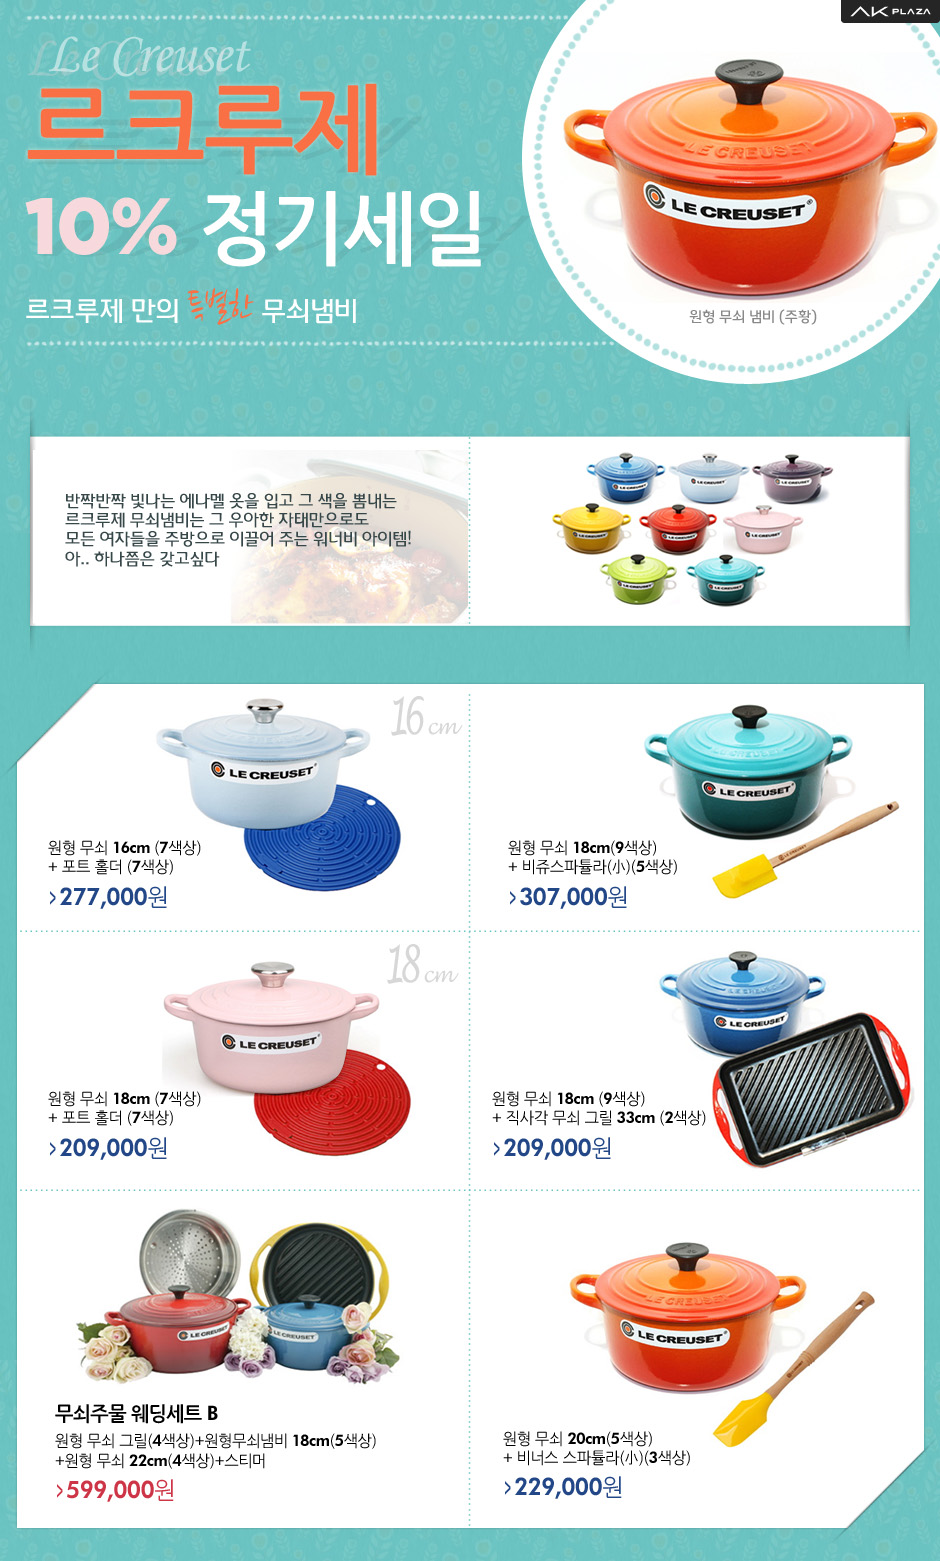 AK PLAZA
Le Creuset
르크루제
10% 정기세일
르크루제 만의 특별한 무쇠냄비
LE CREUSET
LE CREUSET
원형 무쇠 냄비 (주황)
반짝반짝 빛나는 에나멜 옷을 입고 그 색을 뽐내는
르크루제 무쇠냄비는 그 우아한 자태만으로도
모든 여자들을 주방으로 이끌어 주는 워너비 아이템!
아.. 하나쯤은 갖고싶다
16 cm
LE CREUSET
원형 무쇠 16cm (7색상)
+ 포트 홀더 (7색상)
>277,000원
LE CREUSET
원형 무쇠 18cm(9색상)
+ 비쥬스파튤라(小)(5색상)
>307,000원
18 cm
LE CREUSET
원형 무쇠 18cm (7색상)
+ 포트 홀더 (7색상)
>209,000원
LE CREUSET
원형 무쇠 18cm (9색상)
+ 직사각 무쇠 그릴 33cm (2색상)
>209,000원
LE CREUSET
LE CREUSET
무쇠주물 웨딩세트 B
원형 무쇠 그릴(4색상)+원형무쇠냄비 18cm(5색상)
+원형 무쇠 22cm(4색상)+스티머
>599,000원
LE CREUSET
LE CREUSET
원형 무쇠 20cm(5색상)
+ 비너스 스파튤라(小)(3색상)
>229,000원